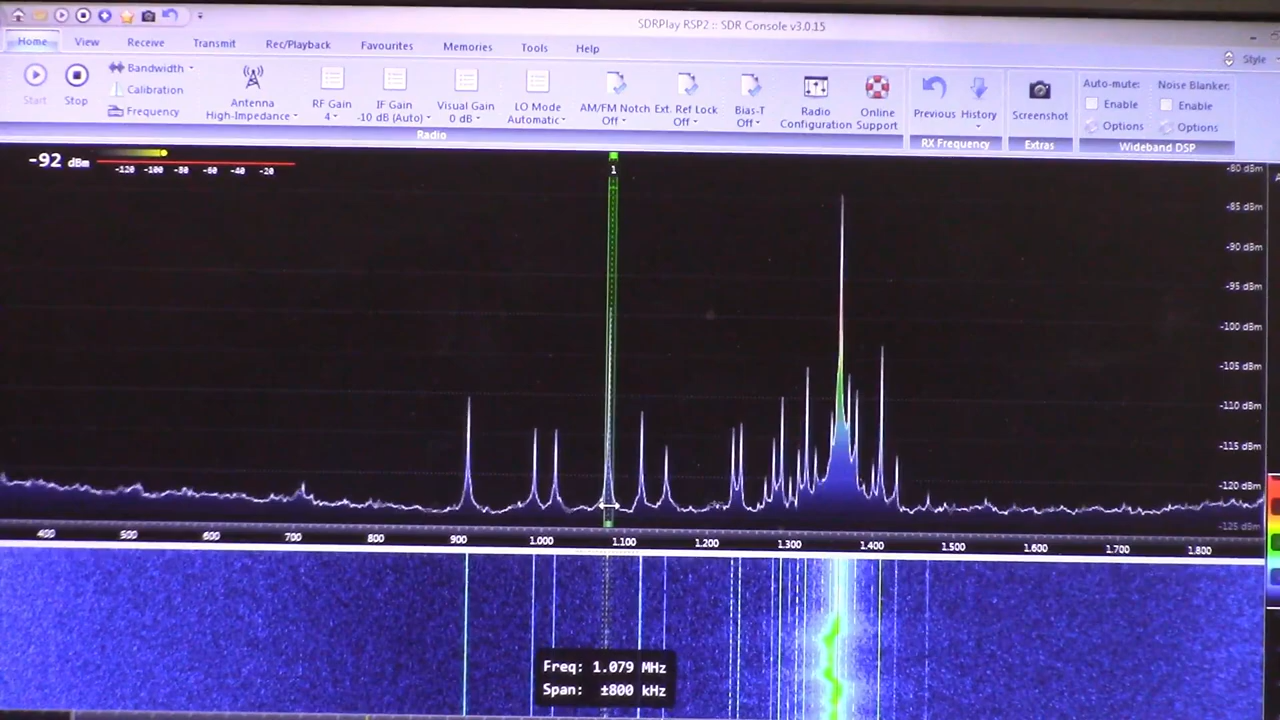 SDRPlay RSP2 :: SDR Console v3.0.15
Home View Receive Transmit Rec/Playback Favourites Memories Tools Help
Style
Start Stop
Bandwidth
Calibration
Frequency
Antenna
High-Impedance
RF Gain
4
IF Gain
-10 dB (Auto)
Visual Gain
0 dB
LO Mode
Automatic
AM/FM Notch
Off
Ext. Ref Lock
Off
Bias-T
Off
Radio
Configuration
Online
Support
Radio
Previous History
RX Frequency
Screenshot
Extras
Auto-mute:
Enable
Options
Noise Blanker:
Enable
Options
Wideband DSP
-92 dBm
-120 -100 -80 -60 -40 -20
1
-80 dBm
-85 dBm
-90 dBm
-95 dBm
-100 dBm
-105 dBm
-110 dBm
-115 dBm
-120 dBm
-125 dBm
400 500 600 700 800 900 1.000 1.100 1.200 1.300 1.400 1.500 1.600 1.700 1.800
Freq: 1.079 MHz
Span: ±800 kHz